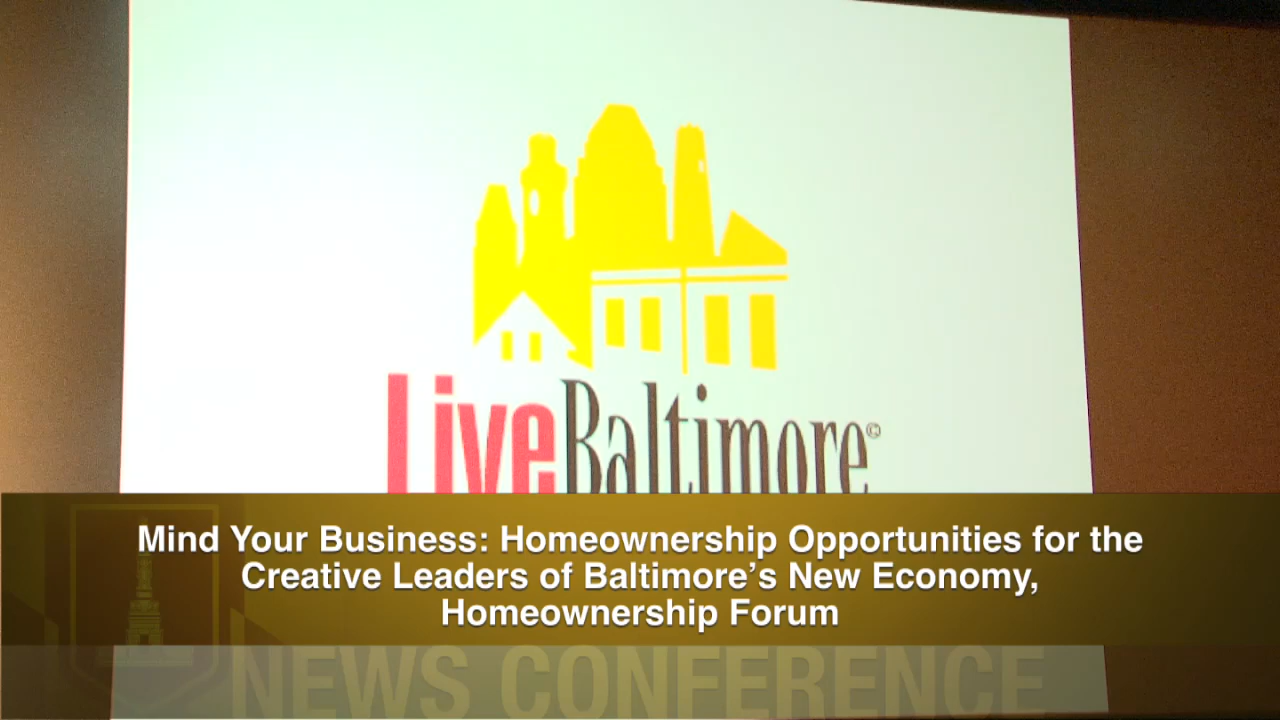 LiveBaltimore©
Mind Your Business: Homeownership Opportunities for the
Creative Leaders of Baltimore’s New Economy,
Homeownership Forum
NEWS CONFERENCE